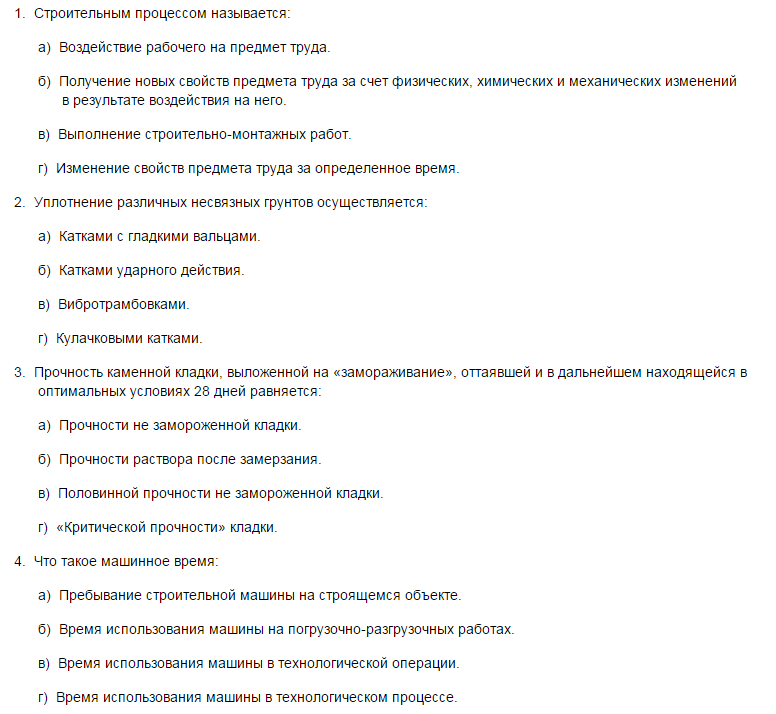 1. Строительным процессом называется:
а) Воздействие рабочего на предмет труда.
б) Получение новых свойств предмета труда за счет физических, химических и механических изменений
в результате воздействия на него.
в) Выполнение строительно-монтажных работ.
г) Изменение свойств предмета труда за определенное время.
2. Уплотнение различных несвязных грунтов осуществляется:
а) Катками с гладкими вальцами.
б) Катками ударного действия.
в) Вибротрамбовками.
г) Кулачковыми катками.
3. Прочность каменной кладки, выложенной на «замораживание», оттаявшей и в дальнейшем находящейся в
оптимальных условиях 28 дней равняется:
а) Прочности не замороженной кладки.
б) Прочности раствора после замерзания.
в) Половинной прочности не замороженной кладки.
г) «Критической прочности» кладки.
4. Что такое машинное время:
а) Пребывание строительной машины на строящемся объекте.
б) Время использования машины на погрузочно-разгрузочных работах.
в) Время использования машины в технологической операции.
г) Время использования машины в технологическом процессе.